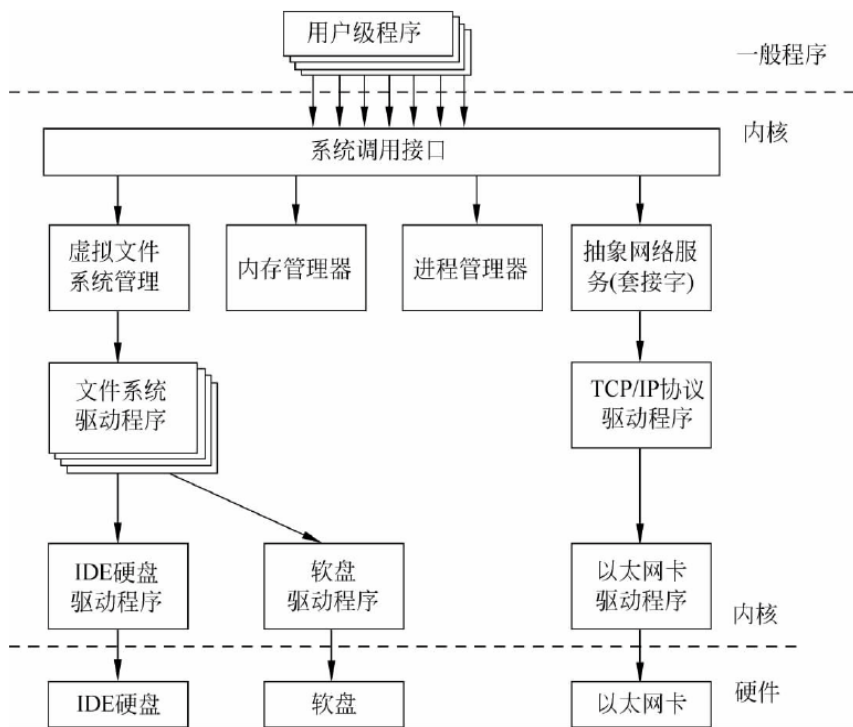 用户级程序
一般程序
内核
系统调用接口
虚拟文件
系统管理
内存管理器
进程管理器
抽象网络服
务(套接字)
文件系统
驱动程序
TCP/IP协议
驱动程序
IDE硬盘
驱动程序
软盘
驱动程序
以太网卡
驱动程序
内核
IDE硬盘
软盘
以太网卡
硬件